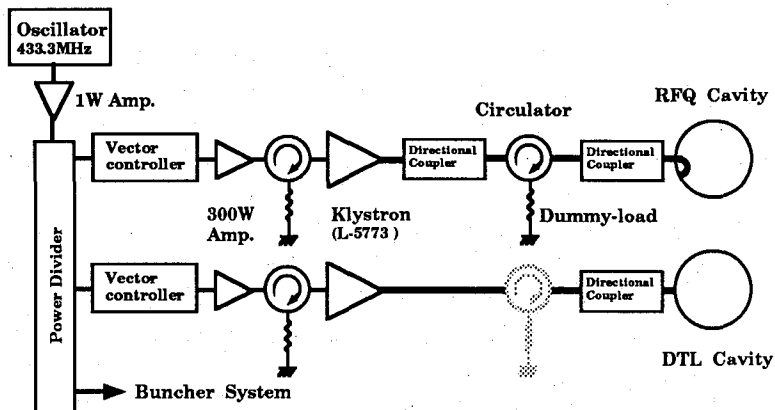 Oscillator
433.3MHz
1W Amp.
Circulator
RFQ Cavity
Vector
controller
Directional
Coupler
Directional
Coupler
300W
Amp.
Klystron
(L-5773 )
Dummy-load
Power Divider
Vector
controller
Directional
Coupler
DTL Cavity
Buncher System